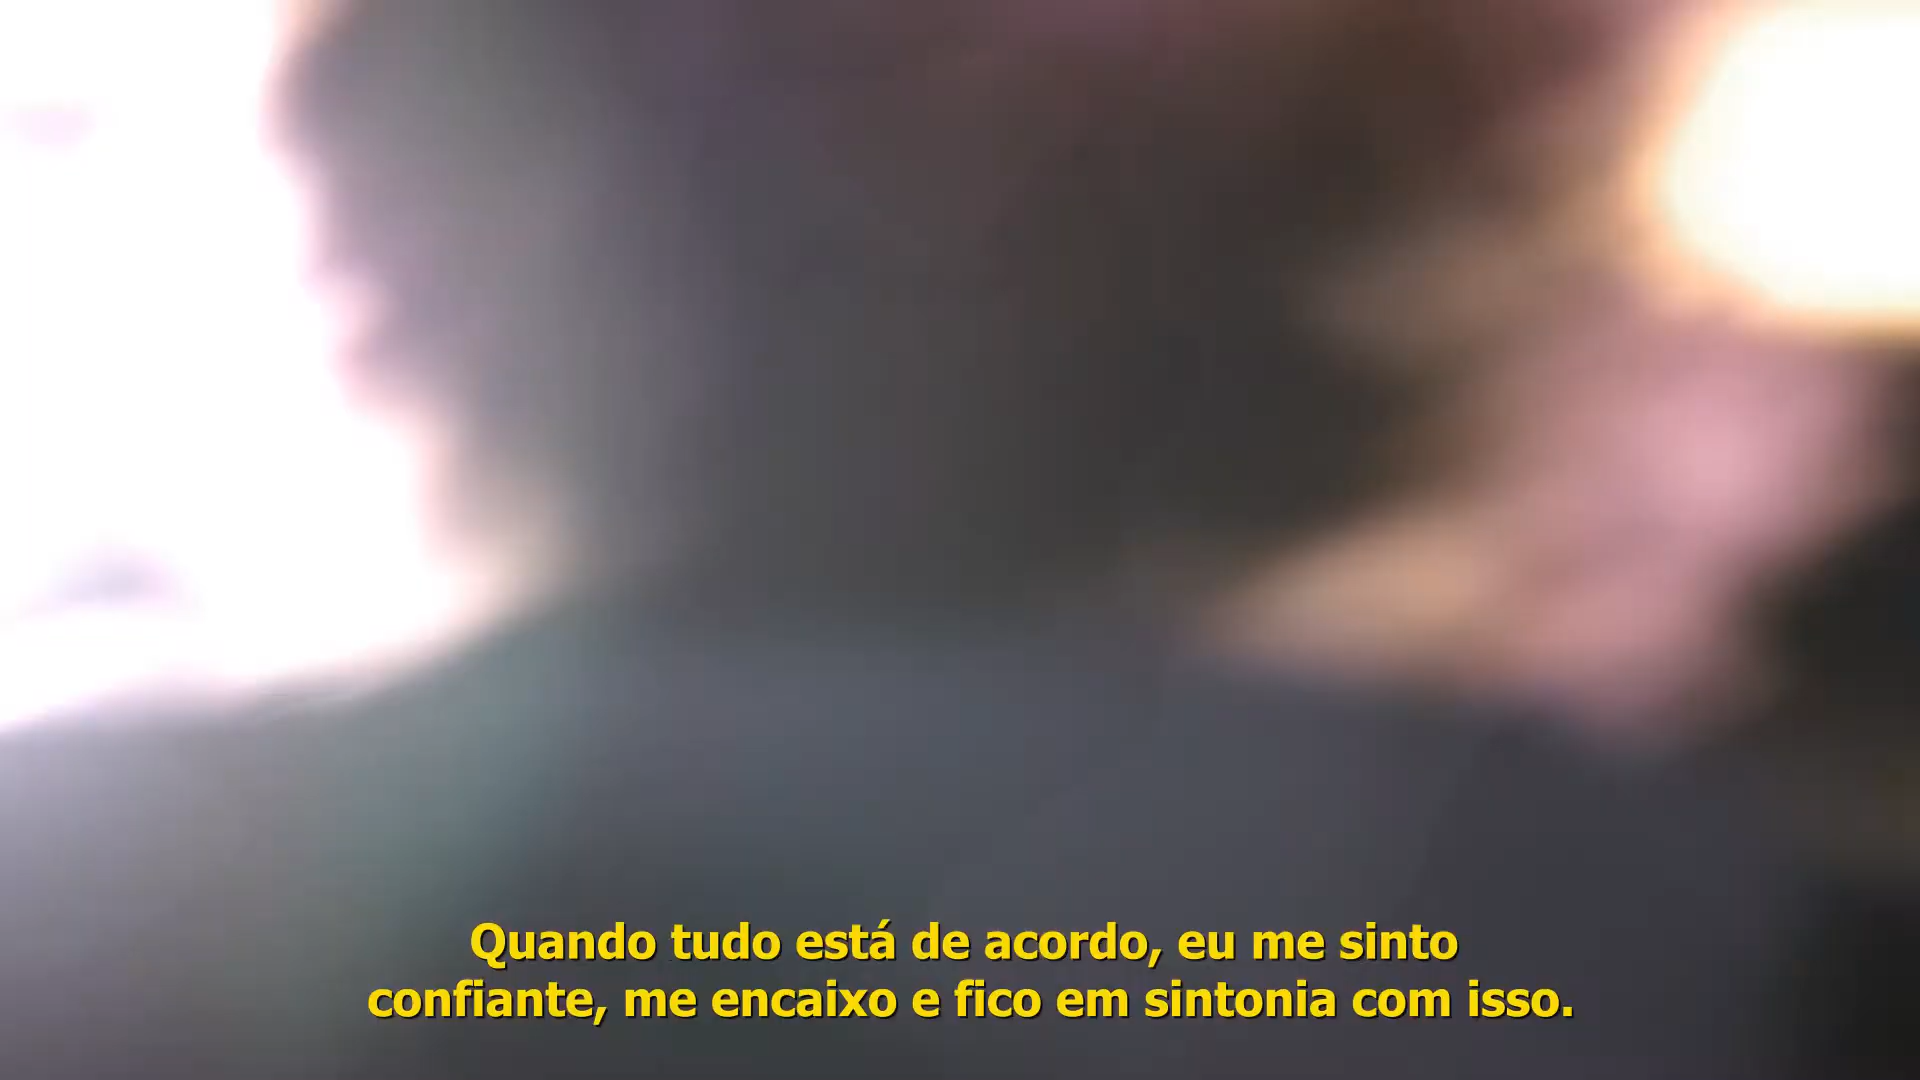 Quando tudo está de acordo, eu me sinto
confiante, me encaixo e fico em sintonia com isso.